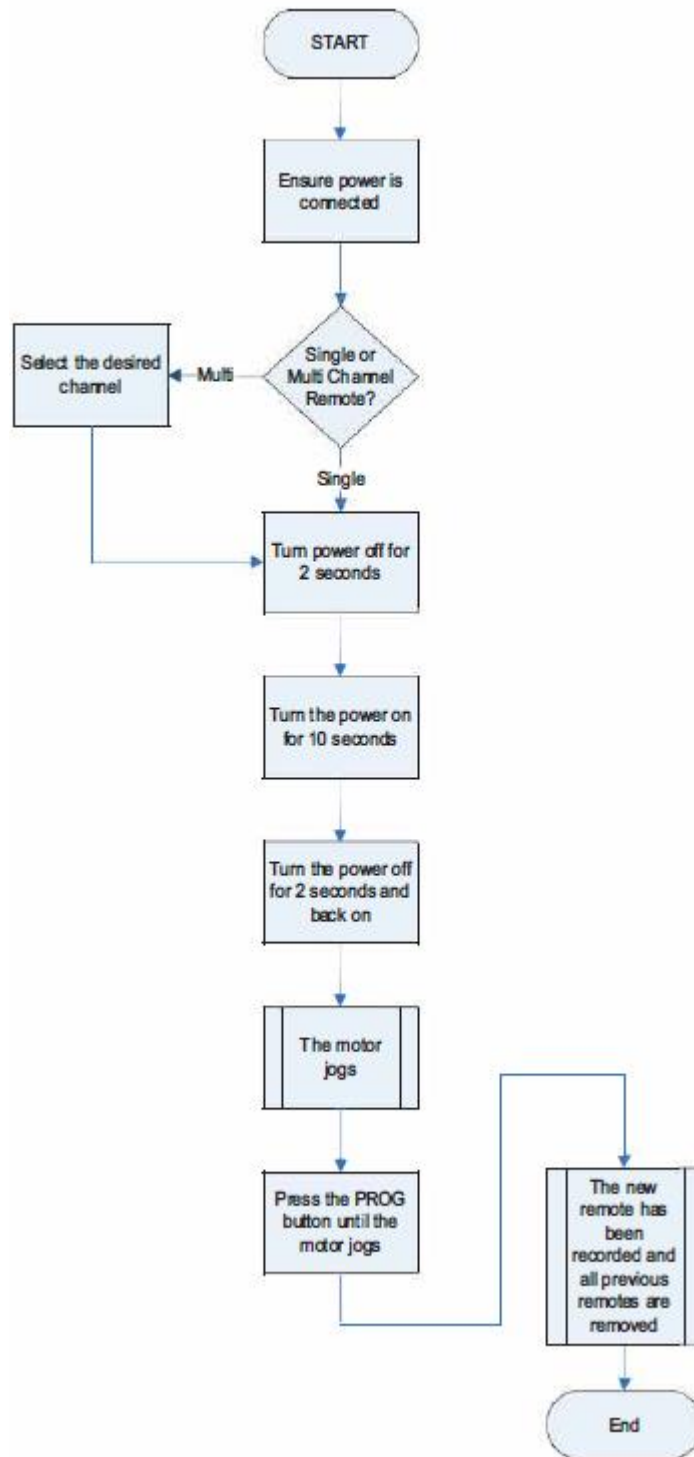 START
Ensure power is
connected
Single or
Multi Channel
Remote?
Multi
Select the desired
channel
Single
Turn power off for
2 seconds
Turn the power on
for 10 seconds
Turn the power off
for 2 seconds and
back on
The motor
jogs
Press the PROG
button until the
motor jogs
The new
remote has
been
recorded and
all previous
remotes are
removed
End